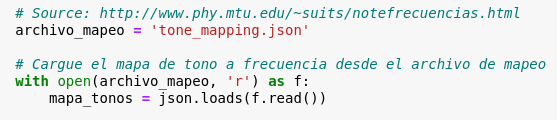 # Source: http://www.phy.mtu.edu/~suits/notefrecuencias.html
archivo_mapeo = 'tone_mapping.json'
# Cargue el mapa de tono a frecuencia desde el archivo de mapeo
with open(archivo_mapeo, 'r') as f:
    mapa_tonos = json.loads(f.read())